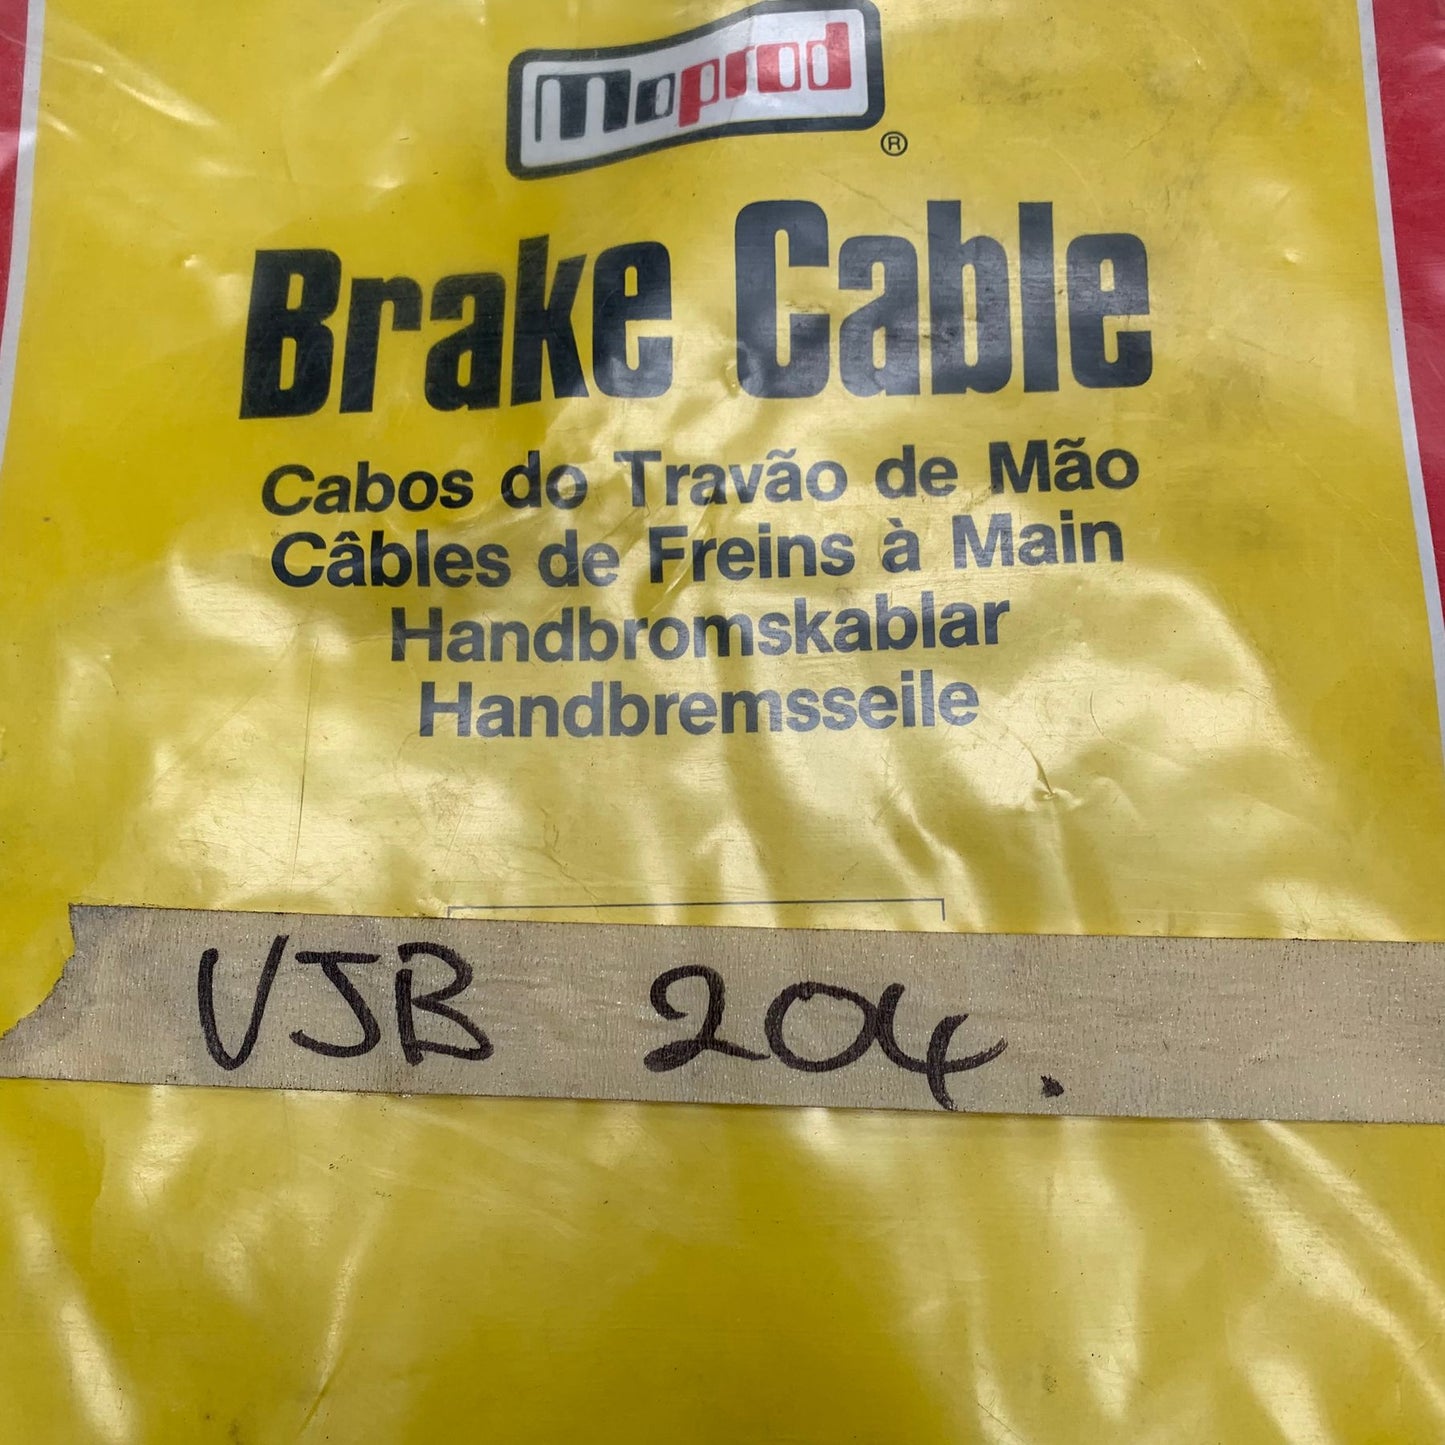 Moprod
®
Brake Cable
Cabos do Travão de Mão
Câbles de Freins à Main
Handbromskablar
Handbremsseile
VJB 204.